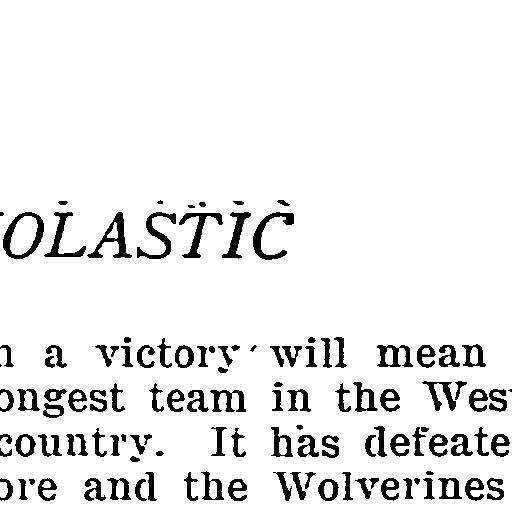 OLASTIC
a victory will mean
ongest team in the Wes
country. It has defeate
ore and the Wolverines